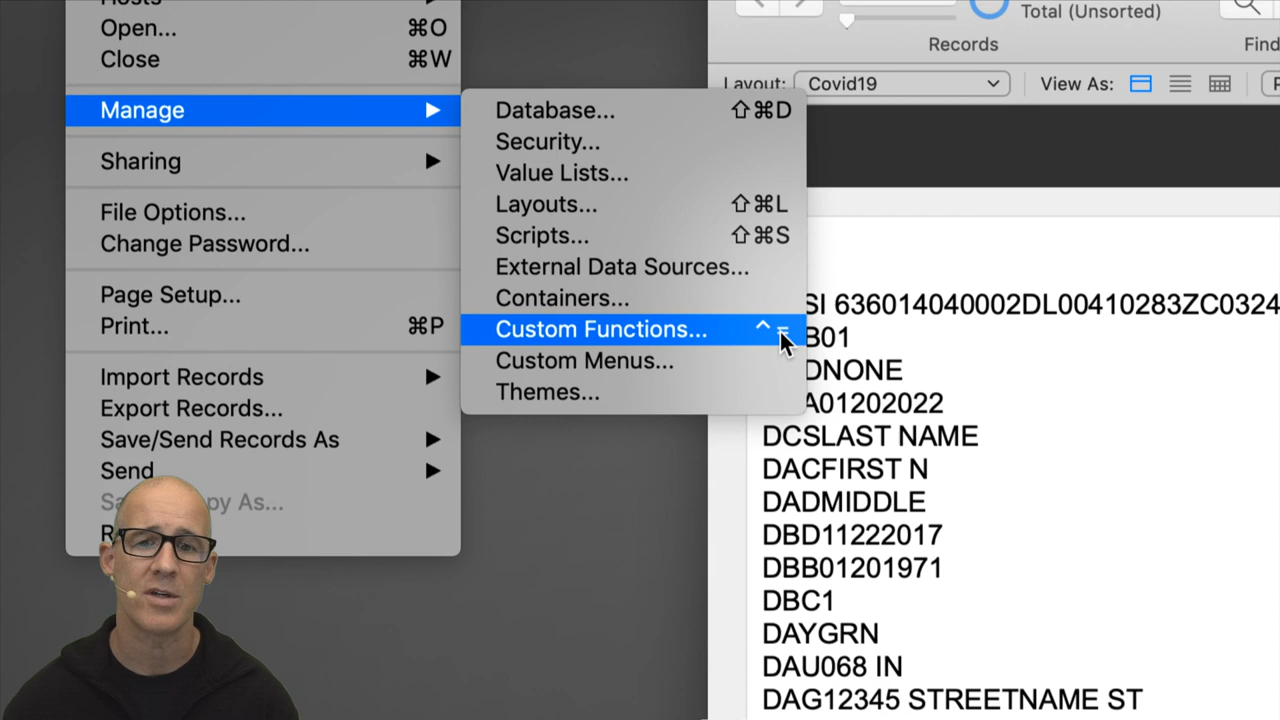 Open... ⌘O
Close ⌘W
Manage
Sharing
File Options...
Change Password...
Page Setup...
Print... ⌘P
Import Records
Export Records...
Save/Send Records As
Send
py As...
Database... ⇧⌘D
Security...
Value Lists...
Layouts... ⇧⌘L
Scripts... ⇧⌘S
External Data Sources...
Containers...
Custom Functions... ^=
Custom Menus...
Themes...
Total (Unsorted)
Records
Find
Layout: Covid19 View As:
SI 636014040002DL00410283ZC0324
B01
DNONE
A01202022
DCSLAST NAME
DACFIRST N
DADMIDDLE
DBD11222017
DBB01201971
DBC1
DAYGRN
DAU068 IN
DAG12345 STREETNAME ST